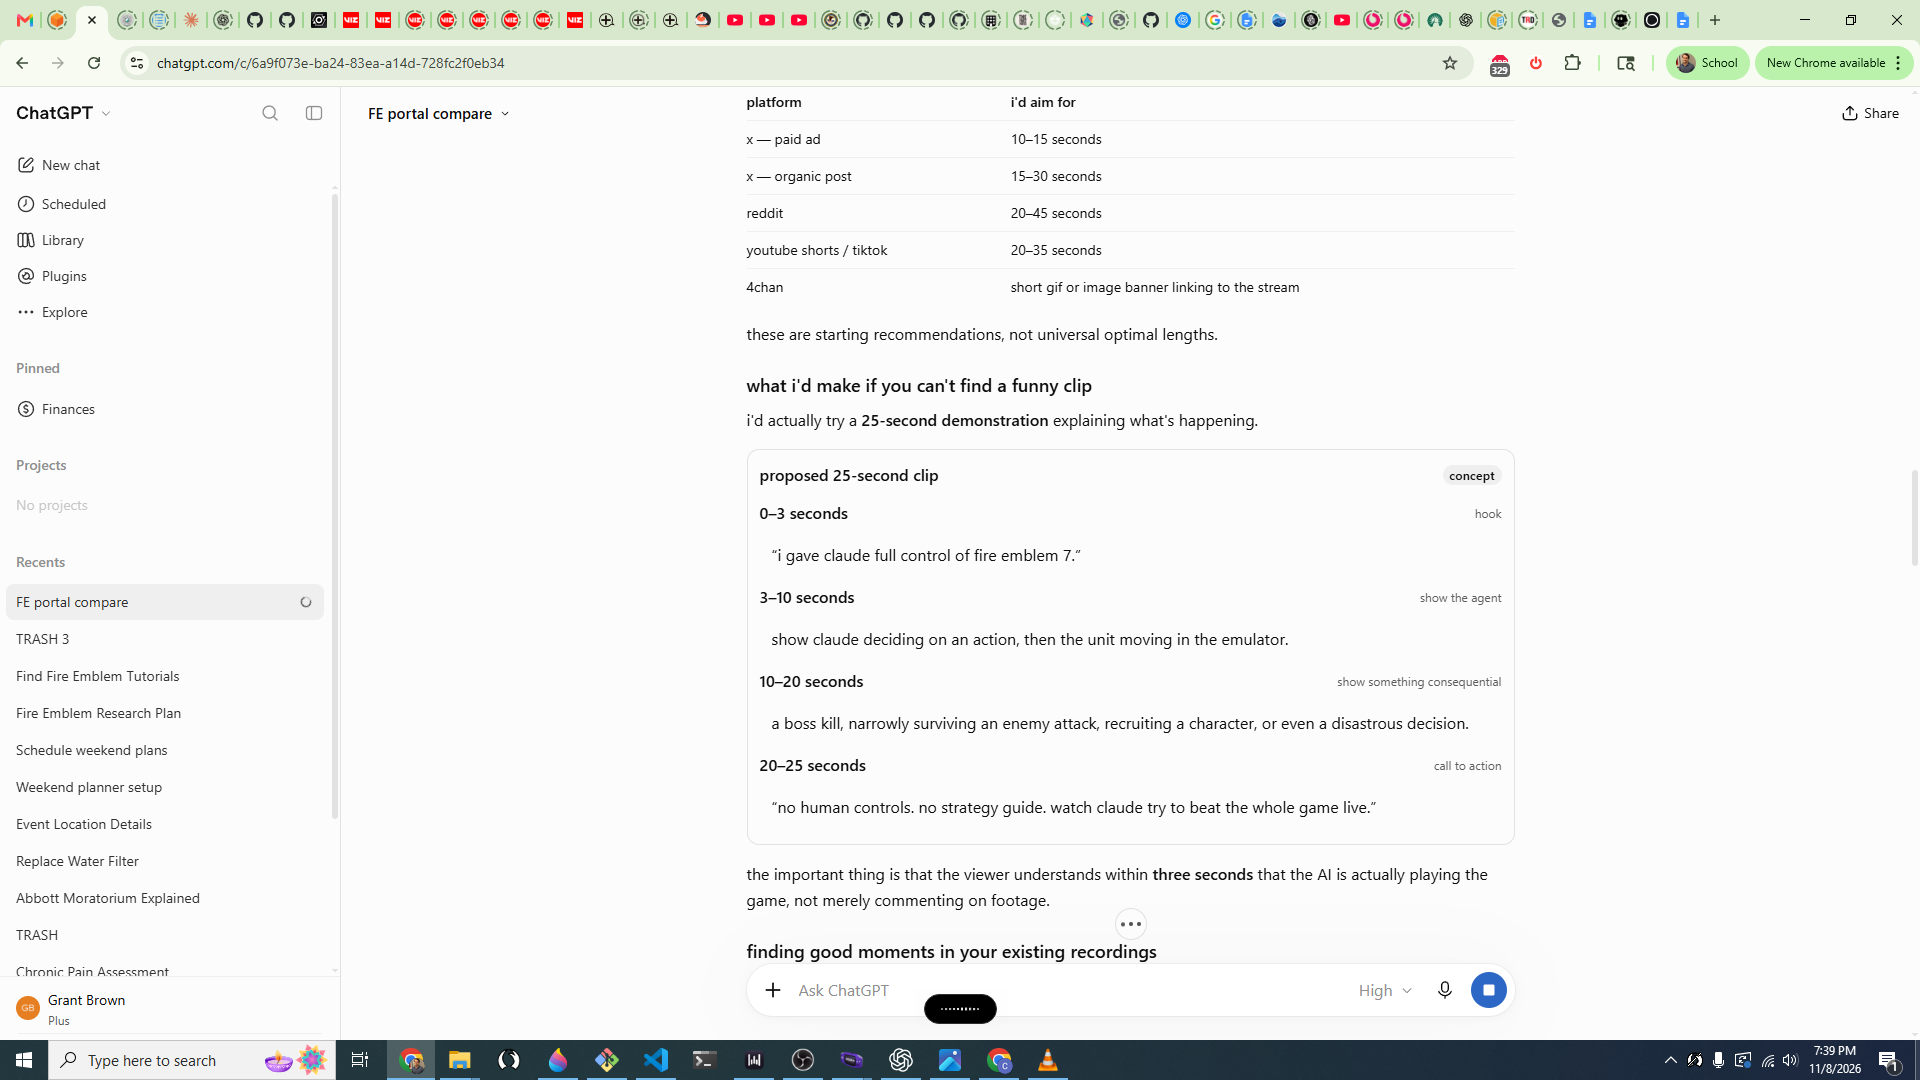 chatgpt.com/c/6a9f073e-ba24-83ea-a14d-728fc2f0eb34
329
School
New Chrome available
ChatGPT
New chat
Scheduled
Library
Plugins
Explore
Pinned
Finances
Projects
No projects
Recents
FE portal compare
TRASH 3
Find Fire Emblem Tutorials
Fire Emblem Research Plan
Schedule weekend plans
Weekend planner setup
Event Location Details
Replace Water Filter
Abbott Moratorium Explained
TRASH
Chronic Pain Assessment
GB
Grant Brown
Plus
FE portal compare
Share
platform i'd aim for
x — paid ad 10–15 seconds
x — organic post 15–30 seconds
reddit 20–45 seconds
youtube shorts / tiktok 20–35 seconds
4chan short gif or image banner linking to the stream
these are starting recommendations, not universal optimal lengths.
what i'd make if you can't find a funny clip
i'd actually try a 25-second demonstration explaining what's happening.
proposed 25-second clip concept
0–3 seconds hook
“i gave claude full control of fire emblem 7.”
3–10 seconds show the agent
show claude deciding on an action, then the unit moving in the emulator.
10–20 seconds show something consequential
a boss kill, narrowly surviving an enemy attack, recruiting a character, or even a disastrous decision.
20–25 seconds call to action
“no human controls. no strategy guide. watch claude try to beat the whole game live.”
the important thing is that the viewer understands within three seconds that the AI is actually playing the
game, not merely commenting on footage.
finding good moments in your existing recordings
Ask ChatGPT High
Type here to search
7:39 PM
11/8/2026
1